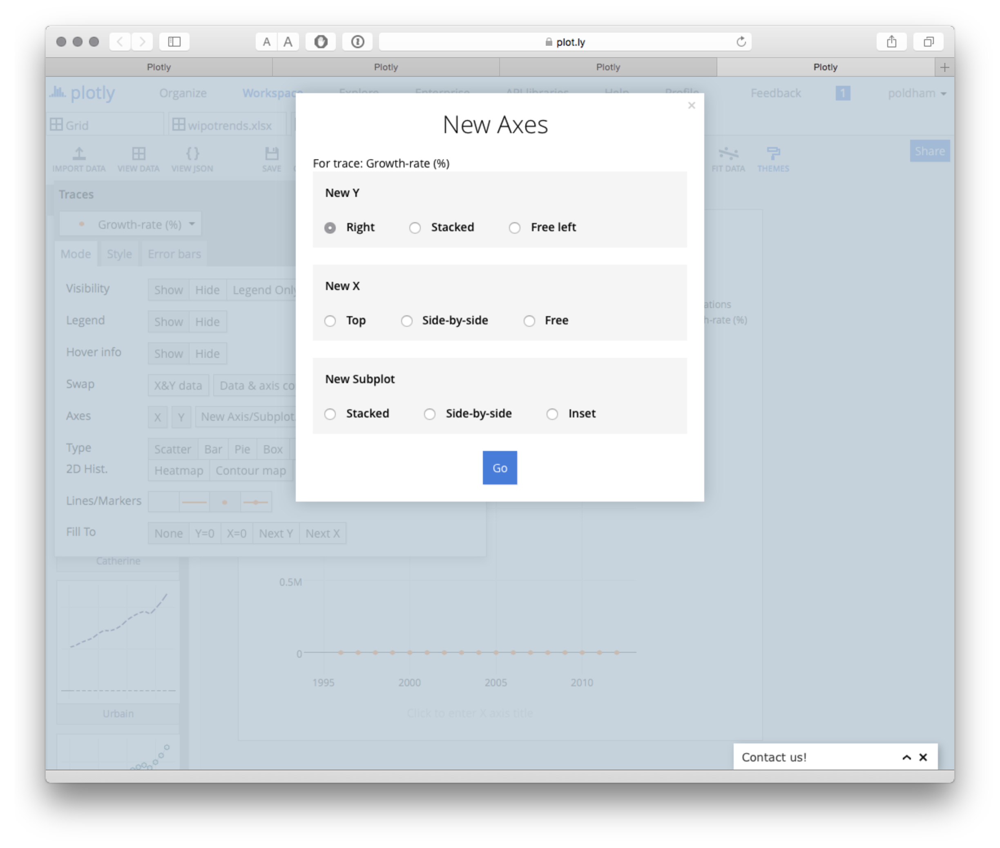 A A plot.ly
Plotly Plotly Plotly Plotly
plotly Organize Workspace Explore Enterprise API libraries Help Profile Feedback 1 poldham
Grid wipotrends.xlsx
IMPORT DATA VIEW DATA VIEW JSON SAVE FIT DATA THEMES Share
New Axes
For trace: Growth-rate (%)
New Y
Right Stacked Free left
New X
Top Side-by-side Free
New Subplot
Stacked Side-by-side Inset
Go
Traces
Growth-rate (%)
Mode Style Error bars
Visibility Show Hide Legend Only
Legend Show Hide
Hover info Show Hide
Swap X&Y data Data & axis co
Axes X Y New Axis/Subplot
Type Scatter Bar Pie Box
2D Hist. Heatmap Contour map
Lines/Markers
Fill To None Y=0 X=0 Next Y Next X
ations
h-rate (%)
Catherine
Urbain
0.5M
0
1995 2000 2005 2010
Click to enter X axis title
Contact us!